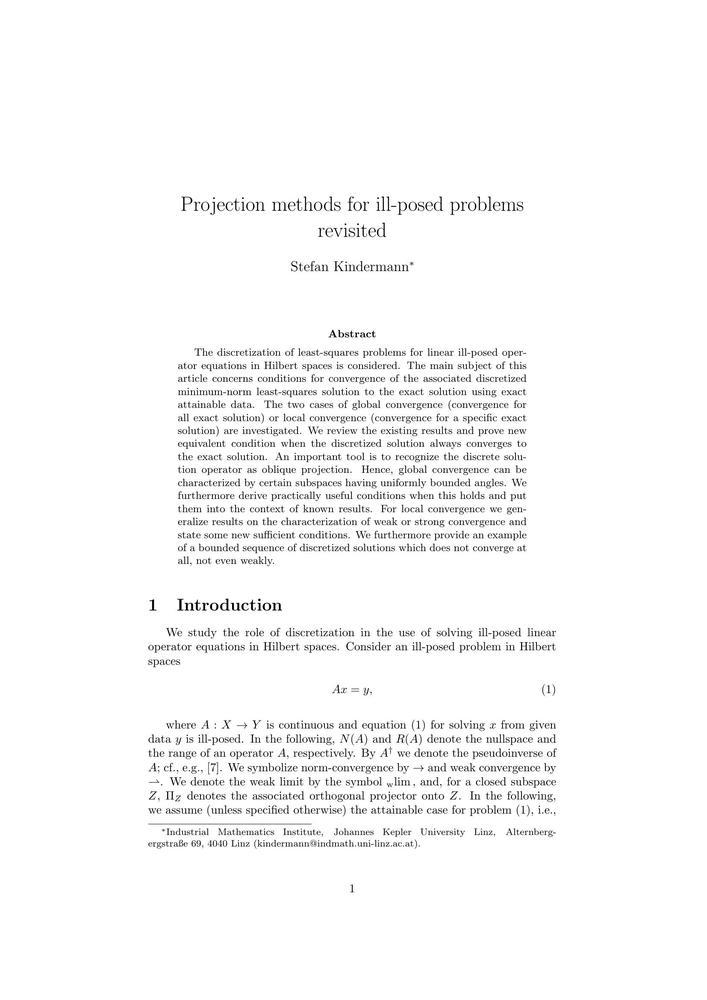 Projection methods for ill-posed problems
revisited
Stefan Kindermann*
Abstract
The discretization of least-squares problems for linear ill-posed oper-
ator equations in Hilbert spaces is considered. The main subject of this
article concerns conditions for convergence of the associated discretized
minimum-norm least-squares solution to the exact solution using exact
attainable data. The two cases of global convergence (convergence for
all exact solution) or local convergence (convergence for a specific exact
solution) are investigated. We review the existing results and prove new
equivalent condition when the discretized solution always converges to
the exact solution. An important tool is to recognize the discrete solu-
tion operator as oblique projection. Hence, global convergence can be
characterized by certain subspaces having uniformly bounded angles. We
furthermore derive practically useful conditions when this holds and put
them into the context of known results. For local convergence we gen-
eralize results on the characterization of weak or strong convergence and
state some new sufficient conditions. We furthermore provide an example
of a bounded sequence of discretized solutions which does not converge at
all, not even weakly.
1 Introduction
We study the role of discretization in the use of solving ill-posed linear
operator equations in Hilbert spaces. Consider an ill-posed problem in Hilbert
spaces
Ax = y, (1)
where A : X → Y is continuous and equation (1) for solving x from given
data y is ill-posed. In the following, N(A) and R(A) denote the nullspace and
the range of an operator A, respectively. By A† we denote the pseudoinverse of
A; cf., e.g., [7]. We symbolize norm-convergence by → and weak convergence by
⇀. We denote the weak limit by the symbol wlim, and, for a closed subspace
Z, ΠZ denotes the associated orthogonal projector onto Z. In the following,
we assume (unless specified otherwise) the attainable case for problem (1), i.e.,
*Industrial Mathematics Institute, Johannes Kepler University Linz, Alternberg-
ergstraße 69, 4040 Linz (kindermann@indmath.uni-linz.ac.at).
1